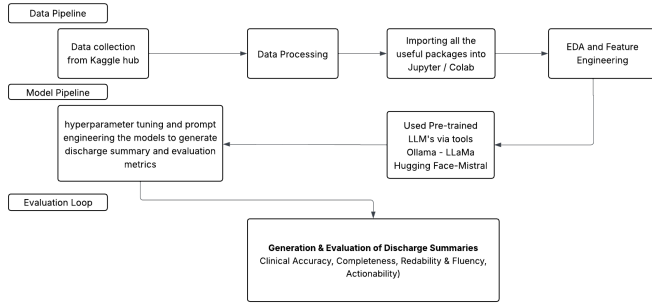 Data Pipeline
Data collection
from Kaggle hub
Data Processing
Importing all the
useful packages into
Jupyter / Colab
EDA and Feature
Engineering
Model Pipeline
hyperparameter tuning and prompt
engineering the models to generate
discharge summary and evaluation
metrics
Used Pre-trained
LLM's via tools
Ollama - LLaMa
Hugging Face-Mistral
Evaluation Loop
Generation & Evaluation of Discharge Summaries
Clinical Accuracy, Completeness, Redability & Fluency,
Actionability)